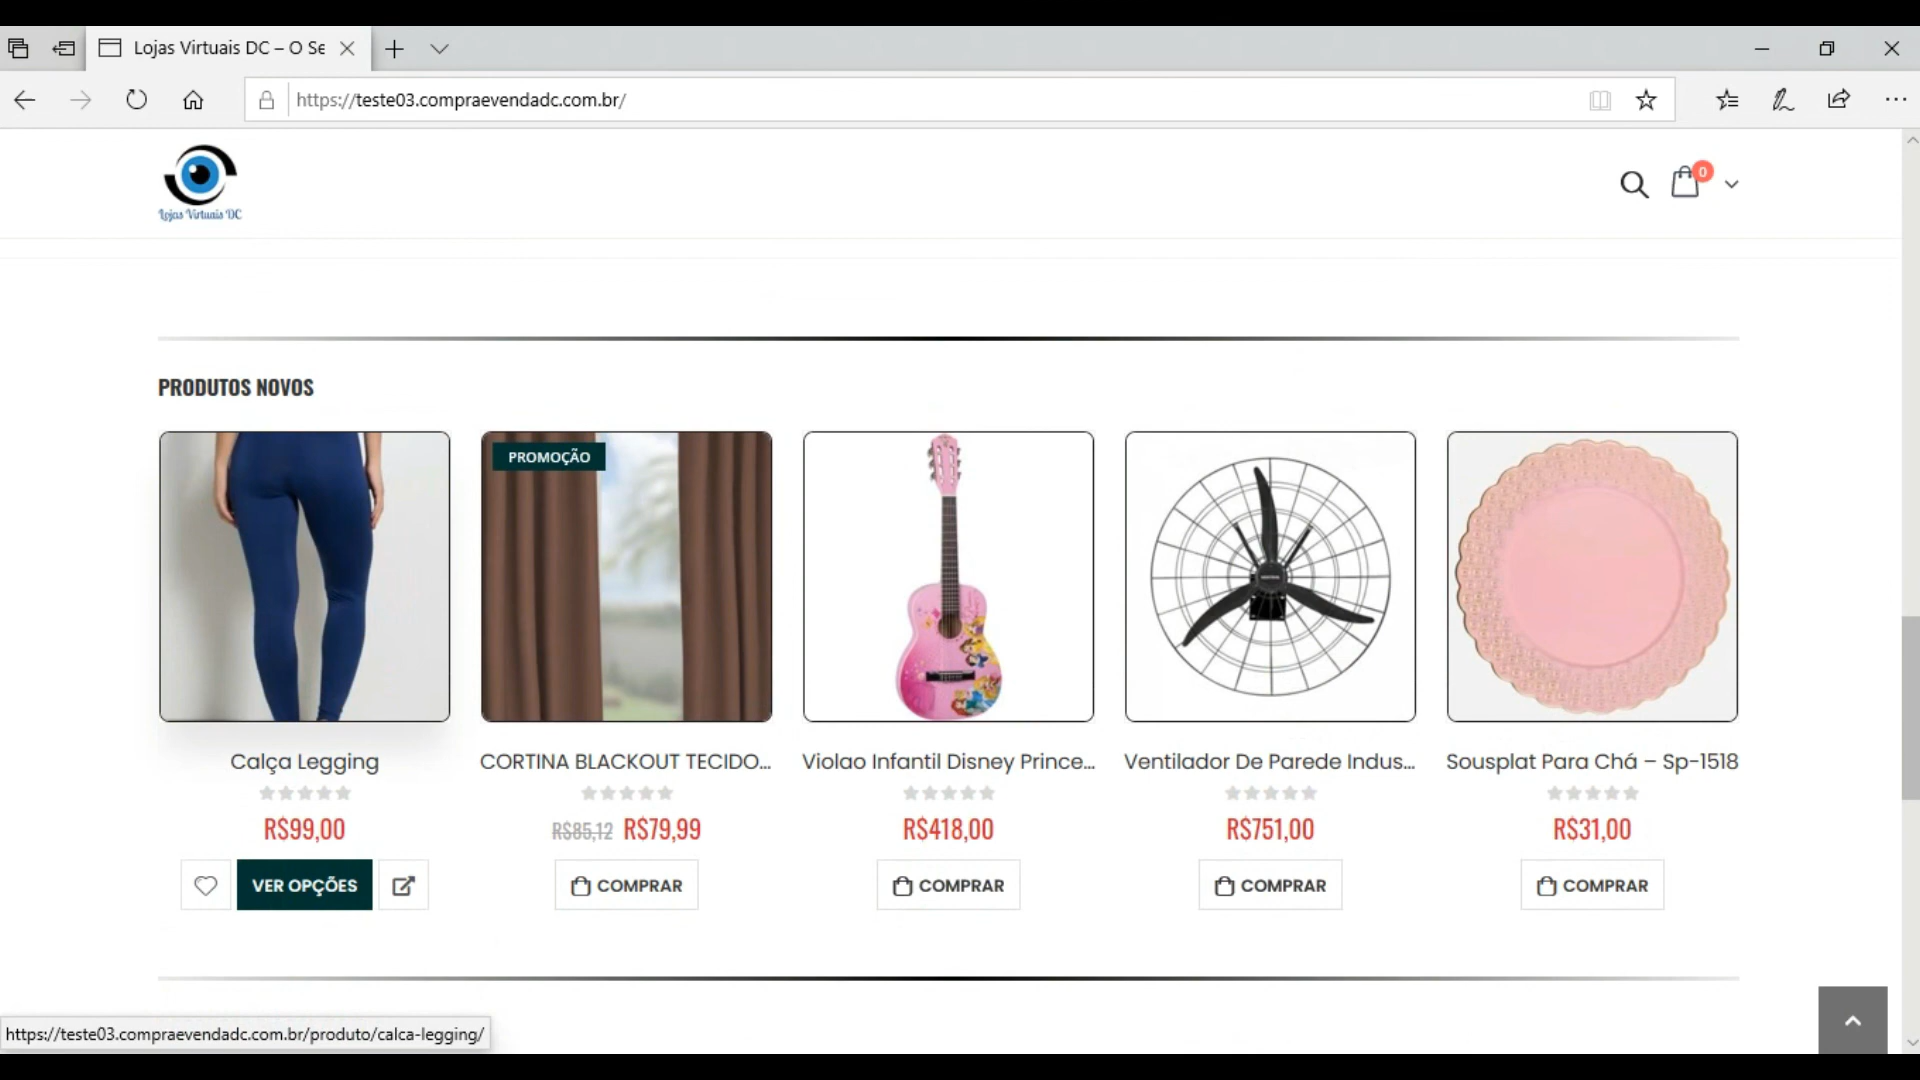 Lojas Virtuais DC – O Se
https://teste03.compraevendadc.com.br/
Lojas Virtuais DC
0
PRODUTOS NOVOS
PROMOÇÃO
Calça Legging
CORTINA BLACKOUT TECIDO...
Violao Infantil Disney Prince...
Ventilador De Parede Indus...
Sousplat Para Chá – Sp-1518
R$99,00
R$85,12 R$79,99
R$418,00
R$751,00
R$31,00
VER OPÇÕES
COMPRAR
COMPRAR
COMPRAR
COMPRAR
https://teste03.compraevendadc.com.br/produto/calca-legging/